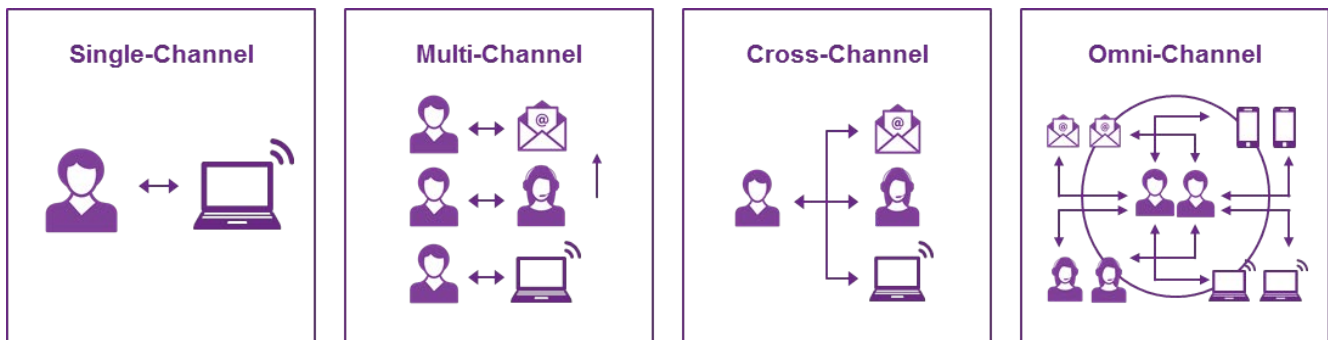 Single-Channel
Multi-Channel
Cross-Channel
Omni-Channel
@
@
@ @